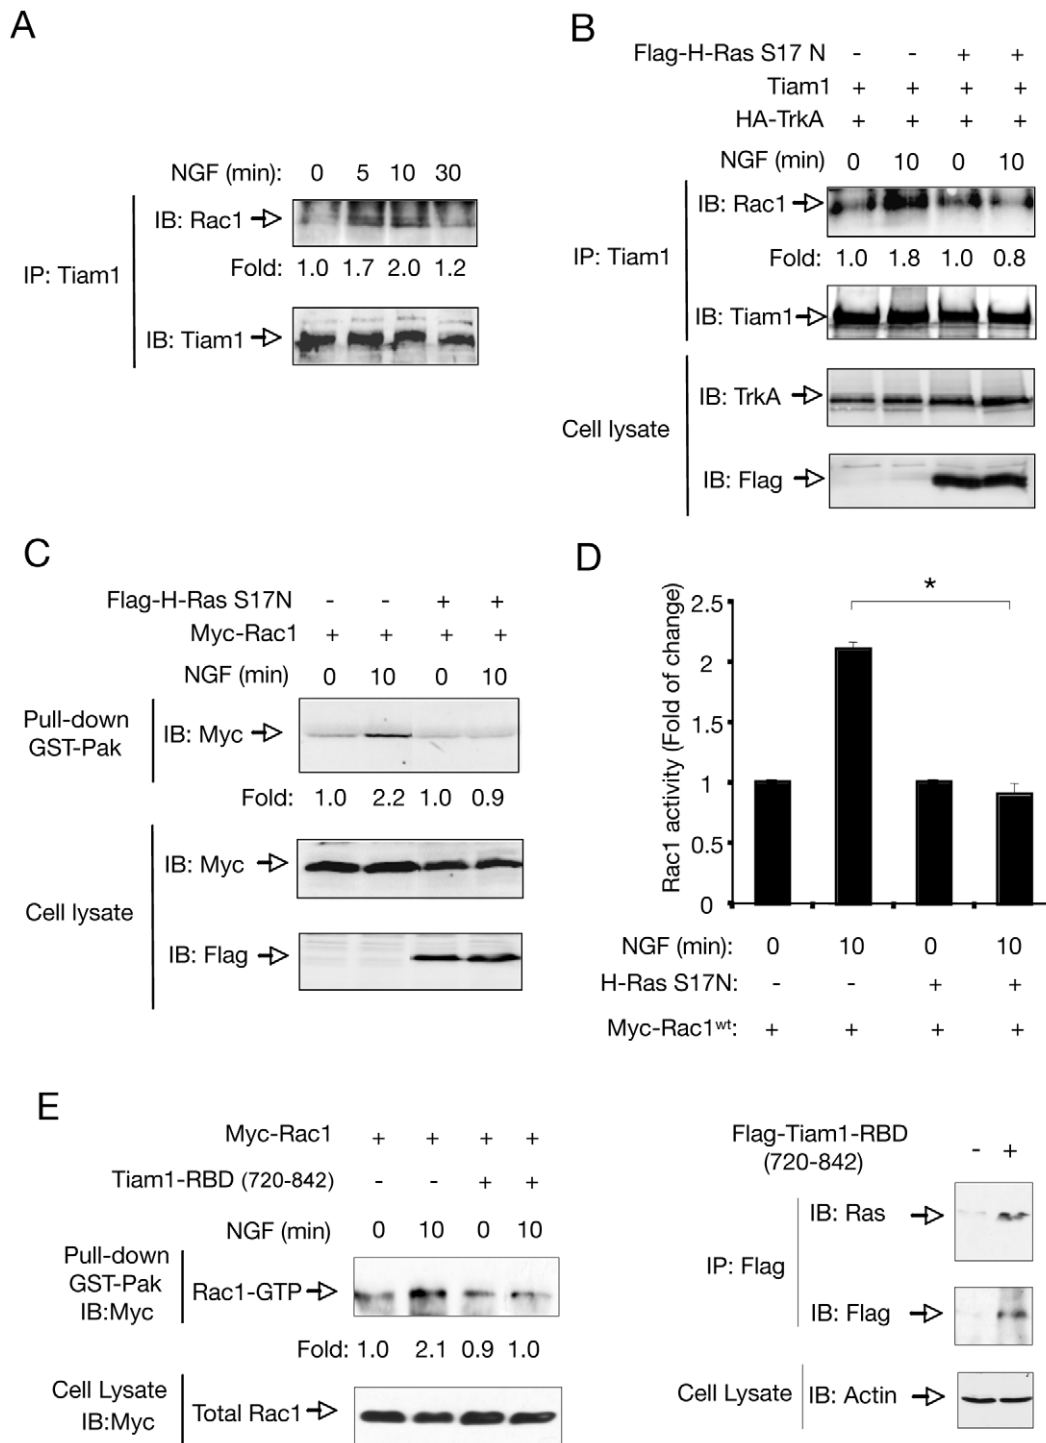 A
NGF (min): 0 5 10 30
IB: Rac1
Fold: 1.0 1.7 2.0 1.2
IP: Tiam1
IB: Tiam1
B
Flag-H-Ras S17 N - - + +
Tiam1 + + + +
HA-TrkA + + + +
NGF (min) 0 10 0 10
IB: Rac1
IP: Tiam1
Fold: 1.0 1.8 1.0 0.8
IB: Tiam1
IB: TrkA
Cell lysate
IB: Flag
C
Flag-H-Ras S17N - - + +
Myc-Rac1 + + + +
NGF (min) 0 10 0 10
Pull-down
GST-Pak
IB: Myc
Fold: 1.0 2.2 1.0 0.9
IB: Myc
Cell lysate
IB: Flag
D
*
Rac1 activity (Fold of change)
2.5
2
1.5
1
0.5
0
NGF (min): 0 10 0 10
H-Ras S17N: - - + +
Myc-Rac1wt: + + + +
E
Myc-Rac1 + + + +
Tiam1-RBD (720-842) - - + +
NGF (min) 0 10 0 10
Pull-down
GST-Pak
IB:Myc
Rac1-GTP
Fold: 1.0 2.1 0.9 1.0
Cell Lysate
IB:Myc
Total Rac1
Flag-Tiam1-RBD
(720-842) - +
IB: Ras
IP: Flag
IB: Flag
Cell Lysate
IB: Actin